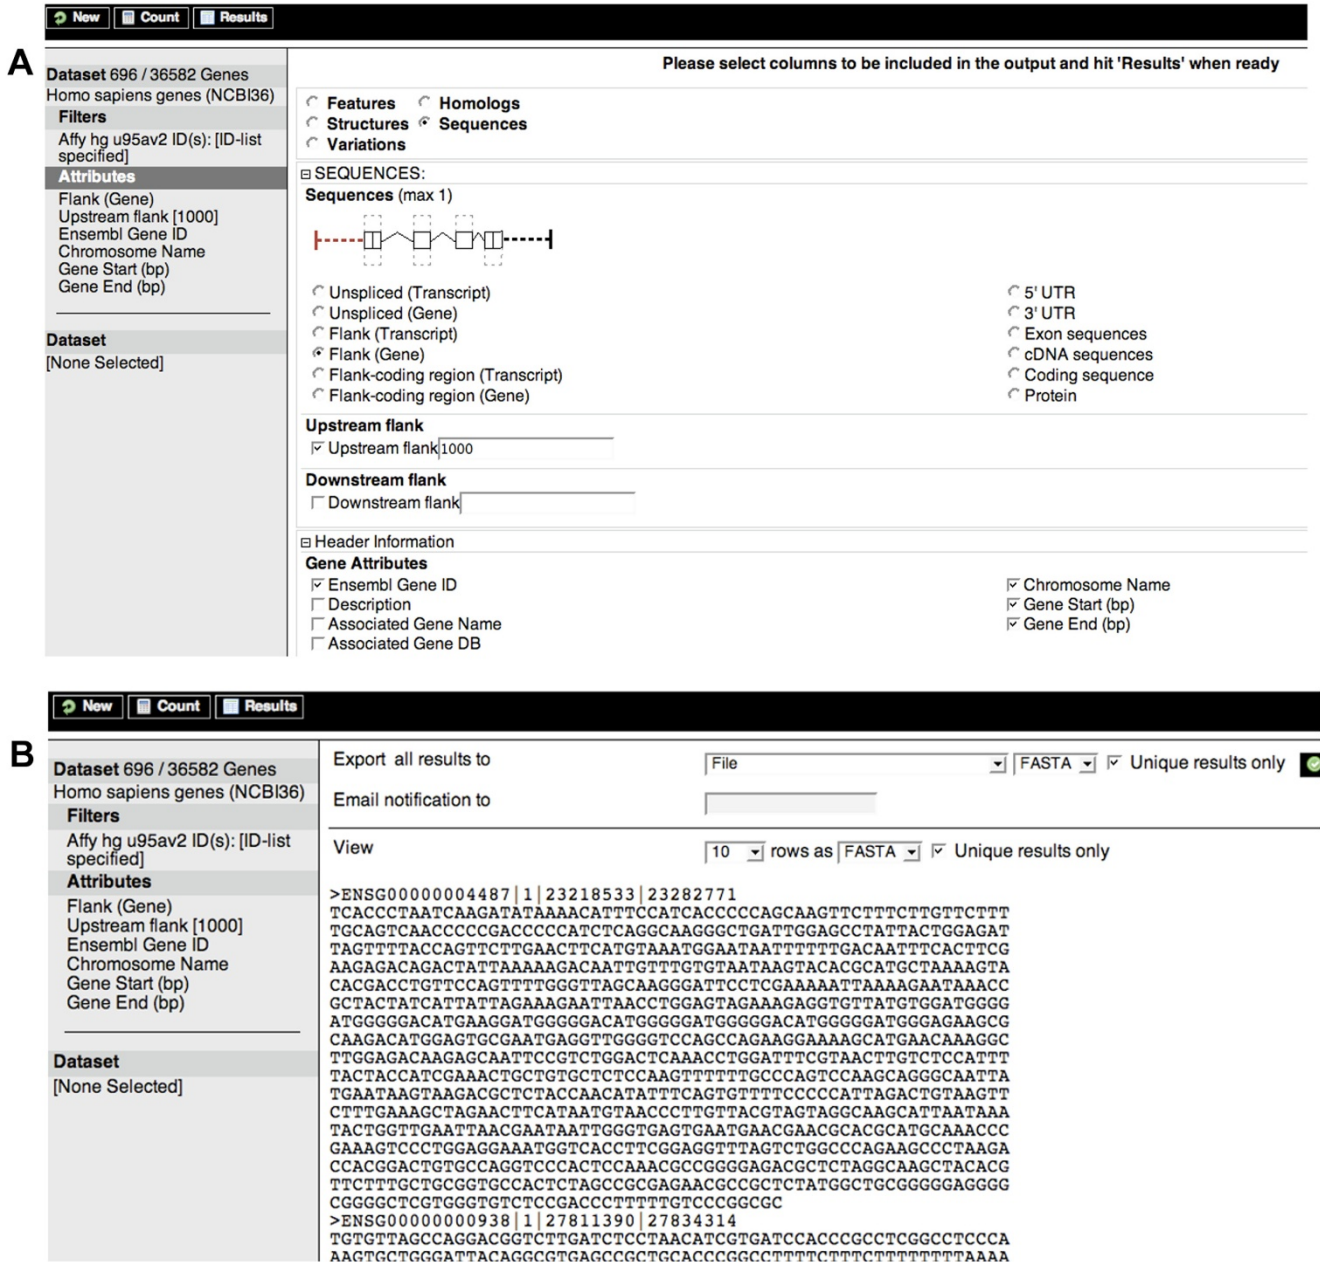 New Count Results
A
Dataset 696 / 36582 Genes
Homo sapiens genes (NCBI36)
Filters
Affy hg u95av2 ID(s): [ID-list
specified]
Attributes
Flank (Gene)
Upstream flank [1000]
Ensembl Gene ID
Chromosome Name
Gene Start (bp)
Gene End (bp)
Dataset
[None Selected]
Please select columns to be included in the output and hit 'Results' when ready
Features Homologs
Structures Sequences
Variations
SEQUENCES:
Sequences (max 1)
Unspliced (Transcript)
Unspliced (Gene)
Flank (Transcript)
Flank (Gene)
Flank-coding region (Transcript)
Flank-coding region (Gene)
5' UTR
3' UTR
Exon sequences
cDNA sequences
Coding sequence
Protein
Upstream flank
Upstream flank 1000
Downstream flank
Downstream flank
Header Information
Gene Attributes
Ensembl Gene ID
Description
Associated Gene Name
Associated Gene DB
Chromosome Name
Gene Start (bp)
Gene End (bp)
New Count Results
B
Dataset 696 / 36582 Genes
Homo sapiens genes (NCBI36)
Filters
Affy hg u95av2 ID(s): [ID-list
specified]
Attributes
Flank (Gene)
Upstream flank [1000]
Ensembl Gene ID
Chromosome Name
Gene Start (bp)
Gene End (bp)
Dataset
[None Selected]
Export all results to File FASTA Unique results only
Email notification to
View 10 rows as FASTA Unique results only
>ENSG00000004487|1|23218533|23282771
TCACCCTAATCAAGATATAAAACATTTCCATCACCCCCAGCAAGTTCTTTCTTGTTCTTT
TGCAGTCAACCCCCGACCCCCATCTCAGGCAAGGGCTGATTGGAGCCTATTACTGGAGAT
TAGTTTTACCAGTTCTTGAACTTCATGTAAATGGAATAATTTTTTGACAATTTCACTTCG
AAGAGACAGACTATTAAAAAGACAATTGTTTGTGTAATAAGTACACGCATGCTAAAAGTA
CACGACCTGTTCCAGTTTTGGGTTAGCAAGGGATTCCTCGAAAAATTAAAAGAATAAACC
GCTACTATCATTATTAGAAAGAATTAACCTGGAGTAGAAAGAGGTGTTATGTGGATGGGG
ATGGGGGACATGAAGGATGGGGGACATGGGGGATGGGGGACATGGGGGATGGGAGAAGCG
CAAGACATGGAGTGCGAATGAGGTTGGGGTCCAGCCAGAAGGAAAAGCATGAACAAAGGC
TTGGAGACAAGAGCAATTCCGTCTGGACTCAAACCTGGATTTCGTAACTTGTCTCCATTT
TACTACCATCGAAACTGCTGTGCTCTCCAAGTTTTTTGCCCAGTCCAAGCAGGGCAATTA
TGAATAAGTAAGACGCTCTACCAACATATTTCAGTGTTTTCCCCCATTAGACTGTAAGTT
CTTTGAAAGCTAGAACTTCATAATGTAACCCTTGTTACGTAGTAGGCAAGCATTAATAAA
TACTGGTTGAATTAACGAATAATTGGGTGAGTGAATGAACGAACGCACGCATGCAAACCC
GAAAGTCCCTGGAGGAAATGGTCACCTTCGGAGGTTTAGTCTGGCCCAGAAGCCCTAAGA
CCACGGACTGTGCCAGGTCCCACTCCAAACGCCGGGGAGACGCTCTAGGCAAGCTACACG
TTCTTTGCTGCGGTGCCACTCTAGCCGCGAGAACGCCGCTCTATGGCTGCGGGGGAGGGG
CGGGGCTCGTGGGTGTCTCCGACCCTTTTTGTCCCGGCGC
>ENSG00000000938|1|27811390|27834314
TGTGTTAGCCAGGACGGTCTTGATCTCCTAACATCGTGATCCACCCGCCTCGGCCTCCCA
AAGTGCTGGGATTACAGGCGTGAGCCGCTGCACCCGGCCTTTTCTTTCTTTTTTTTTAAAA